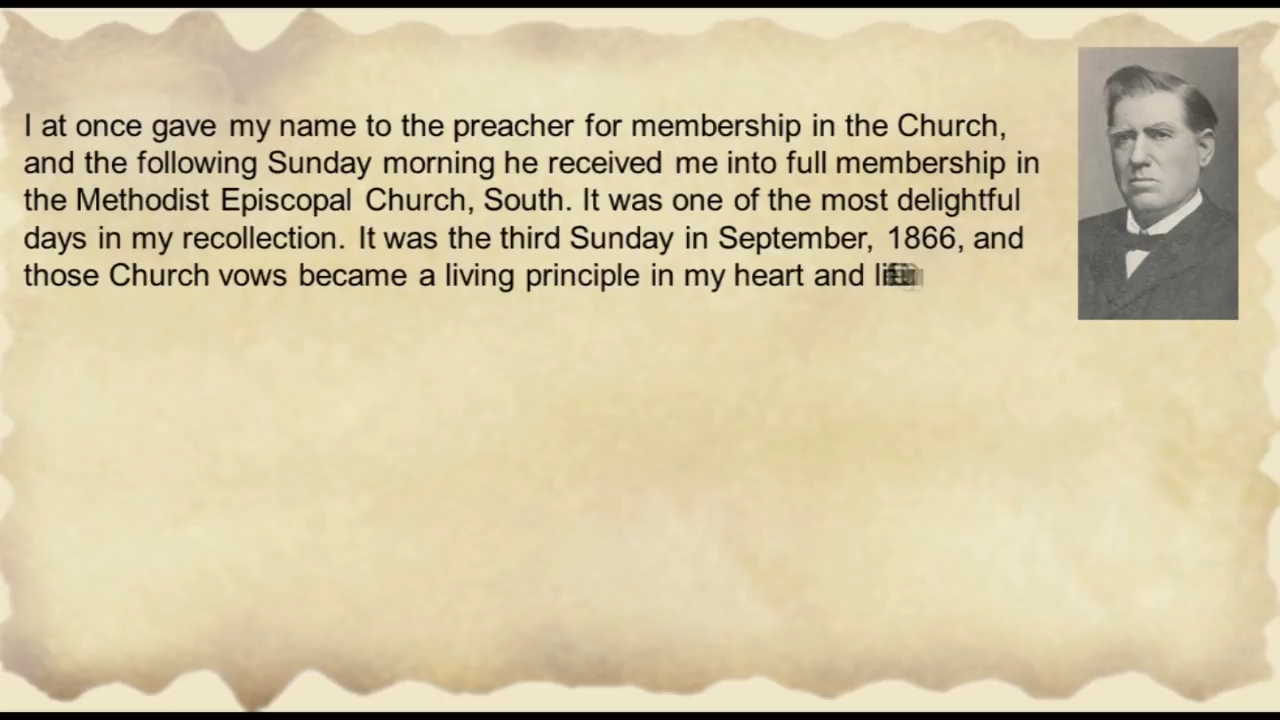 I at once gave my name to the preacher for membership in the Church,
and the following Sunday morning he received me into full membership in
the Methodist Episcopal Church, South. It was one of the most delightful
days in my recollection. It was the third Sunday in September, 1866, and
those Church vows became a living principle in my heart and